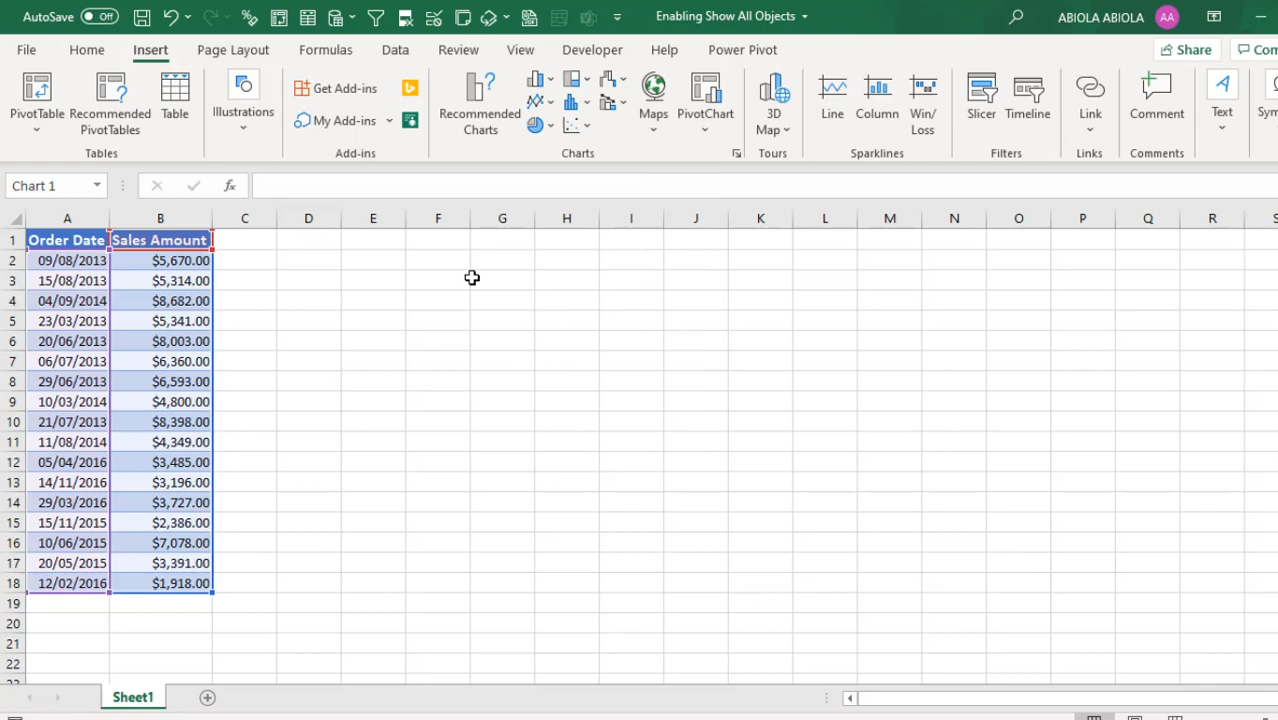 AutoSave Off Enabling Show All Objects ABIOLA ABIOLA AA
File Home Insert Page Layout Formulas Data Review View Developer Help Power Pivot Share
PivotTable Recommended PivotTables Table Illustrations Get Add-ins My Add-ins Recommended Charts Maps PivotChart 3D Map Line Column Win/Loss Slicer Timeline Link Comment Text
Tables Add-ins Charts Tours Sparklines Filters Links Comments
Chart 1 fx
A B C D E F G H I J K L M N O P Q R
1 Order Date Sales Amount
2 09/08/2013 $5,670.00
3 15/08/2013 $5,314.00
4 04/09/2014 $8,682.00
5 23/03/2013 $5,341.00
6 20/06/2013 $8,003.00
7 06/07/2013 $6,360.00
8 29/06/2013 $6,593.00
9 10/03/2014 $4,800.00
10 21/07/2013 $8,398.00
11 11/08/2014 $4,349.00
12 05/04/2016 $3,485.00
13 14/11/2016 $3,196.00
14 29/03/2016 $3,727.00
15 15/11/2015 $2,386.00
16 10/06/2015 $7,078.00
17 20/05/2015 $3,391.00
18 12/02/2016 $1,918.00
19
20
21
22
Sheet1